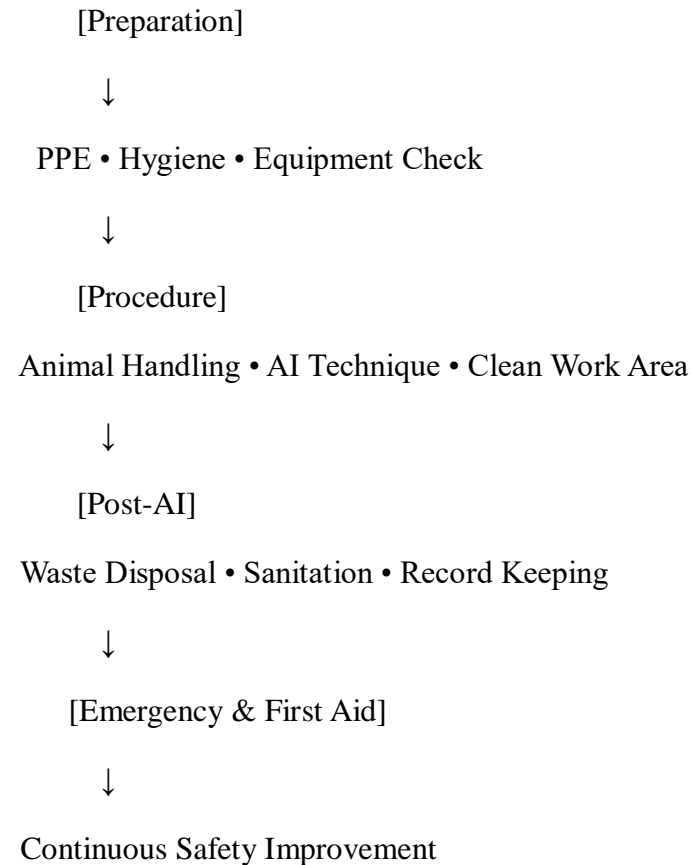 [Preparation]
↓
PPE • Hygiene • Equipment Check
↓
[Procedure]
Animal Handling • AI Technique • Clean Work Area
↓
[Post-AI]
Waste Disposal • Sanitation • Record Keeping
↓
[Emergency & First Aid]
↓
Continuous Safety Improvement